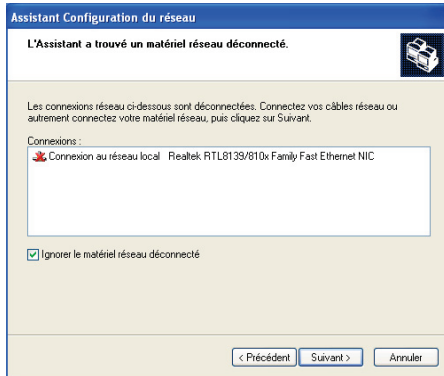 Assistant Configuration du réseau
L'Assistant a trouvé un matériel réseau déconnecté.
Les connexions réseau ci-dessous sont déconnectées. Connectez vos câbles réseau ou
autrement connectez votre matériel réseau, puis cliquez sur Suivant.
Connexions :
Connexion au réseau local Realtek RTL8139/810x Family Fast Ethernet NIC
Ignorer le matériel réseau déconnecté
< Précédent
Suivant >
Annuler